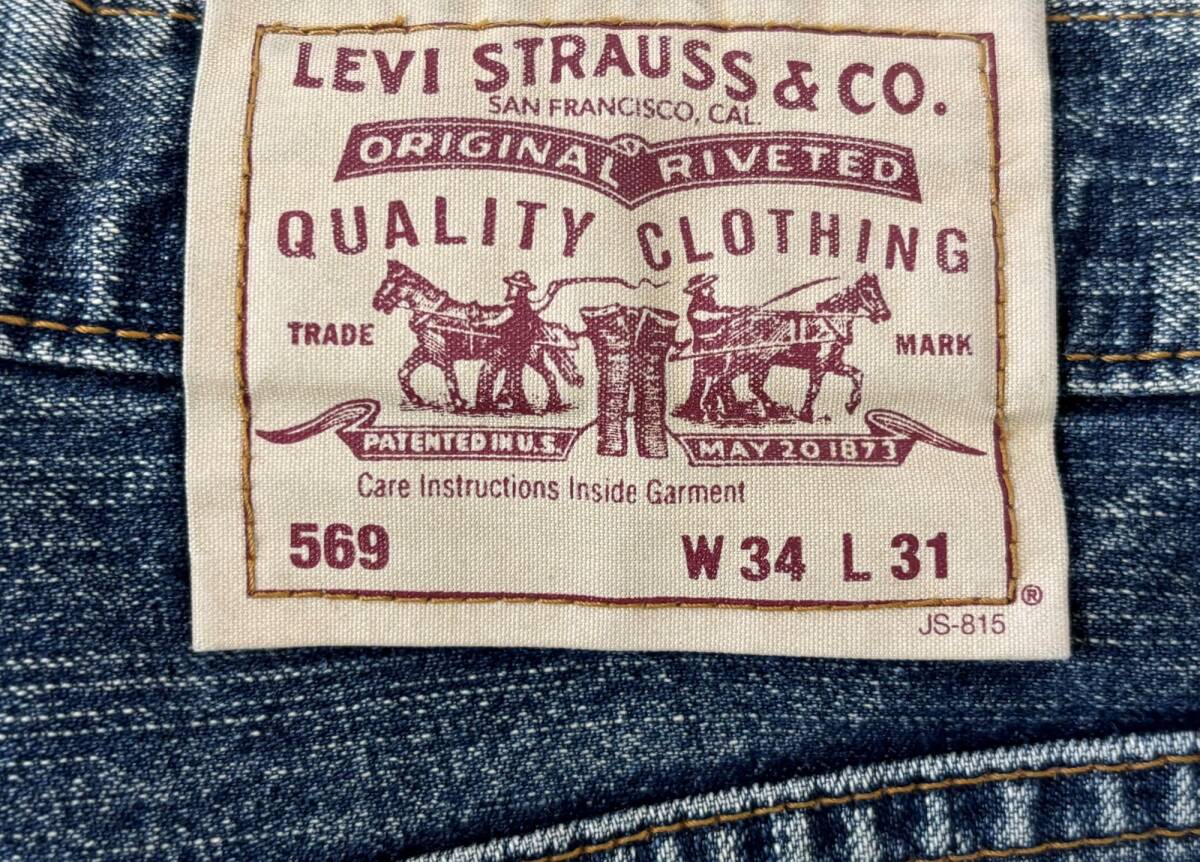 LEVI STRAUSS & CO.
SAN FRANCISCO, CAL.
ORIGINAL RIVETED
QUALITY CLOTHING
TRADE MARK
PATENTED IN U.S. MAY 20 1873
Care Instructions Inside Garment
569 W 34 L 31
®
JS-815